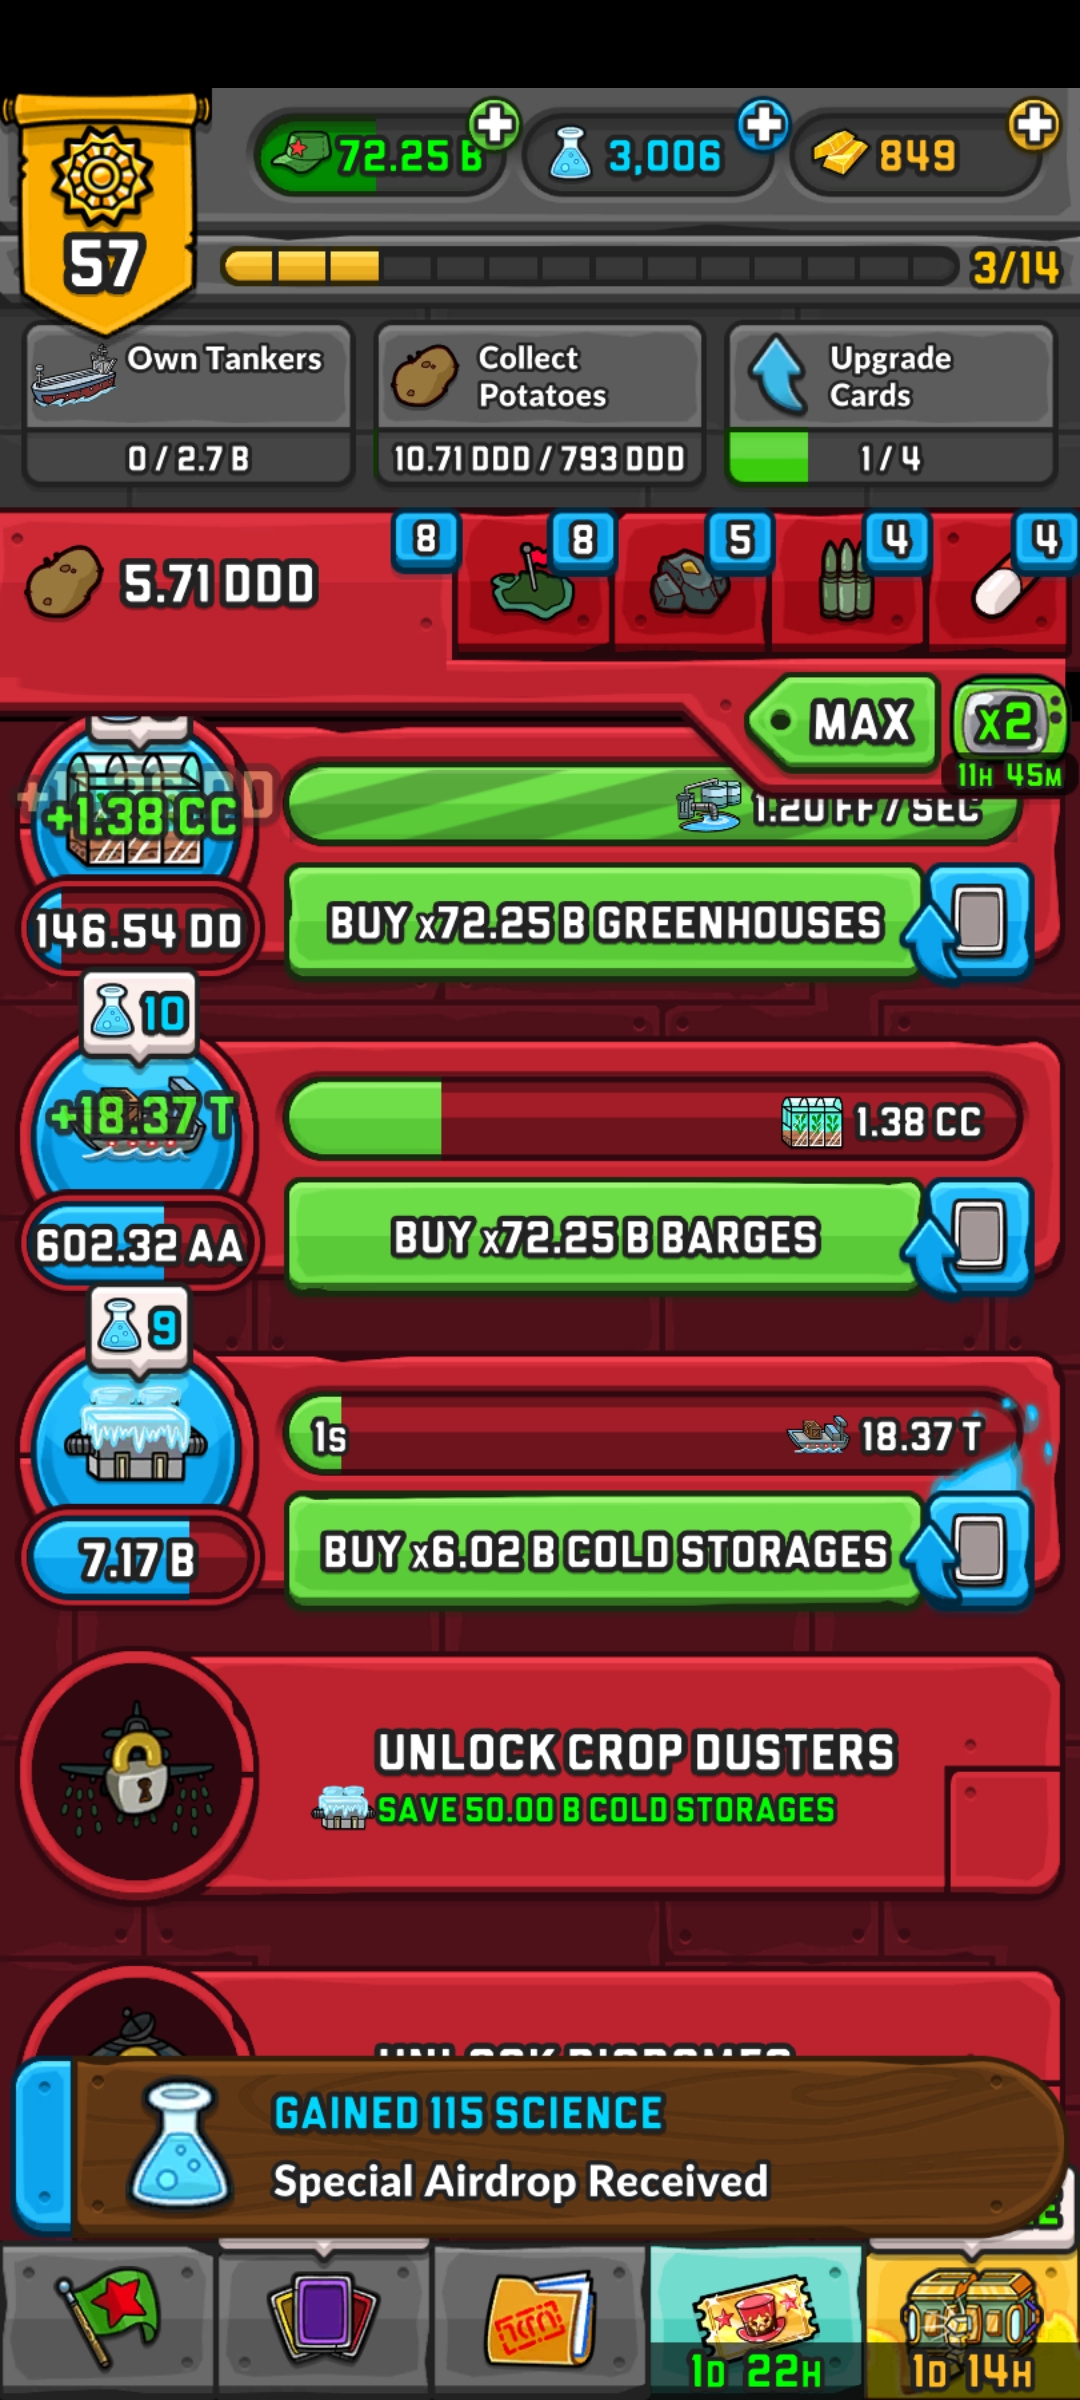 72.25 B
3,006
849
57
3/14
Own Tankers
Collect
Potatoes
Upgrade
Cards
0 / 2.7 B
10.71 DDD / 793 DDD
1 / 4
8
8
5
4
4
5.71 DDD
MAX
x2
11H 45M
+1.38 CC
1.20 FF / SEC
146.54 DD
BUY x72.25 B GREENHOUSES
10
+18.37 T
1.38 CC
602.32 AA
BUY x72.25 B BARGES
9
1s
18.37 T
7.17 B
BUY x6.02 B COLD STORAGES
UNLOCK CROP DUSTERS
SAVE 50.00 B COLD STORAGES
GAINED 115 SCIENCE
Special Airdrop Received
1D 22H
1D 14H